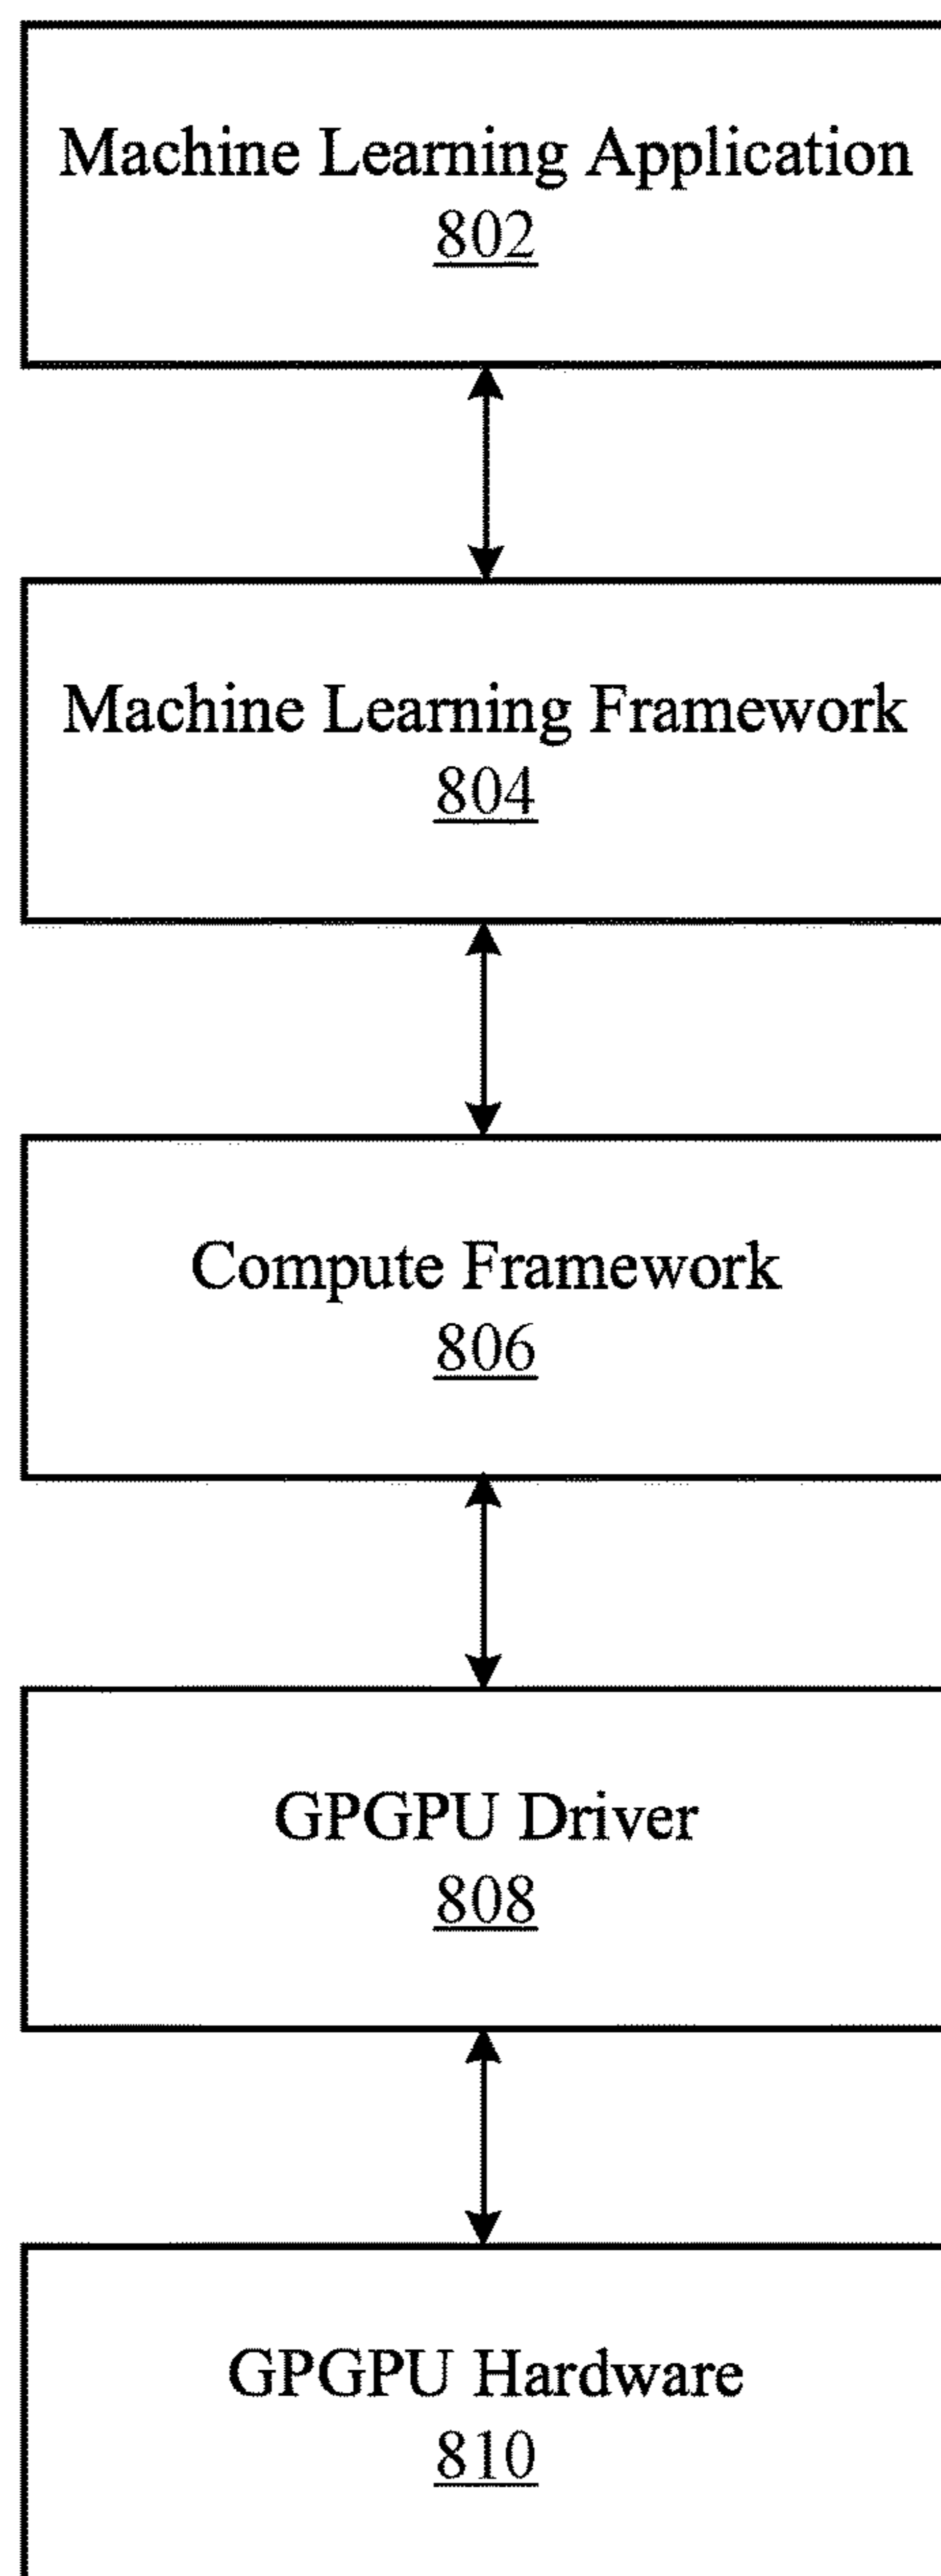 Machine Learning Application
802
Machine Learning Framework
804
Compute Framework
806
GPGPU Driver
808
GPGPU Hardware
810